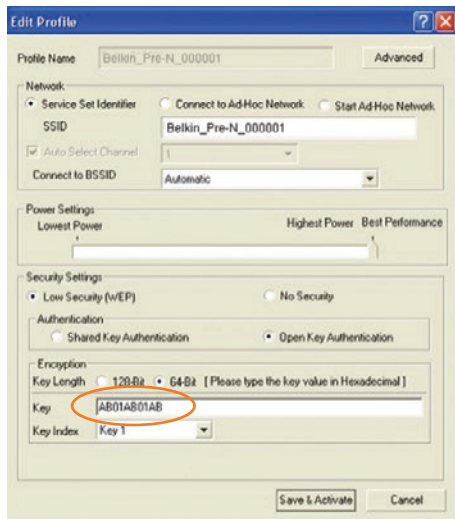 Edit Profile
Profile Name Belkin_Pre-N_000001 Advanced
Network
Service Set Identifier Connect to Ad-Hoc Network Start Ad-Hoc Network
SSID Belkin_Pre-N_000001
Auto Select Channel 1
Connect to BSSID Automatic
Power Settings
Lowest Power Highest Power Best Performance
Security Settings
Low Security (WEP) No Security
Authentication
Shared Key Authentication Open Key Authentication
Encryption
Key Length 128-Bit 64-Bit [ Please type the key value in Hexadecimal ]
Key AB01AB01AB
Key Index Key 1
Save & Activate Cancel